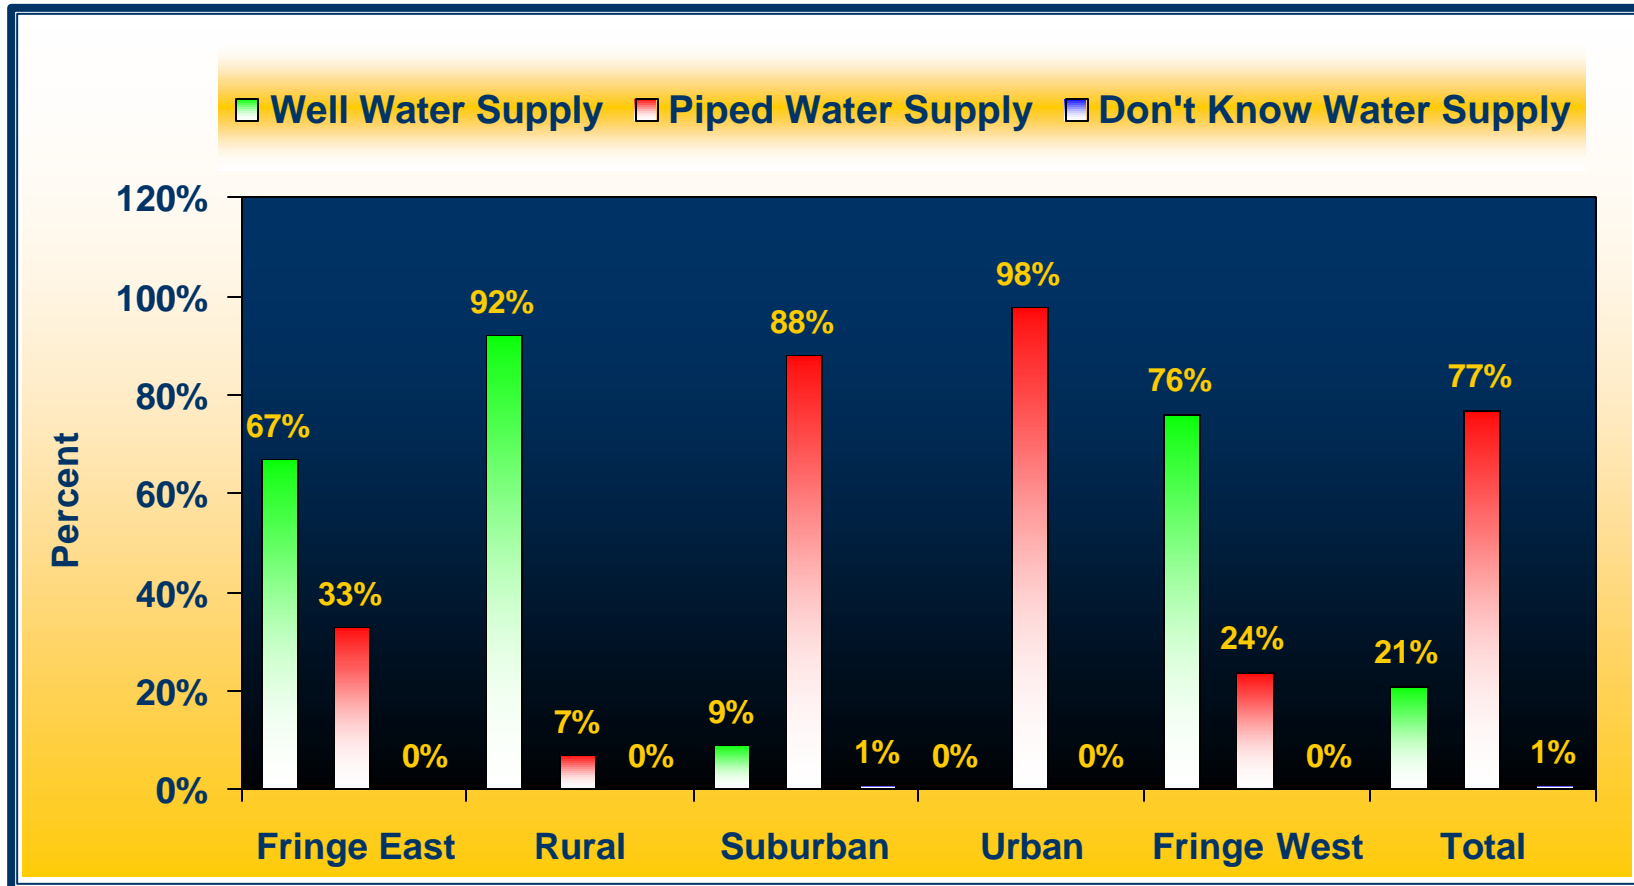 Well Water Supply Piped Water Supply Don't Know Water Supply
120%
100%
80%
60%
40%
20%
0%
Percent
67% 33% 0%
92% 7% 0%
9% 88% 1%
0% 98% 0%
76% 24% 0%
21% 77% 1%
Fringe East Rural Suburban Urban Fringe West Total